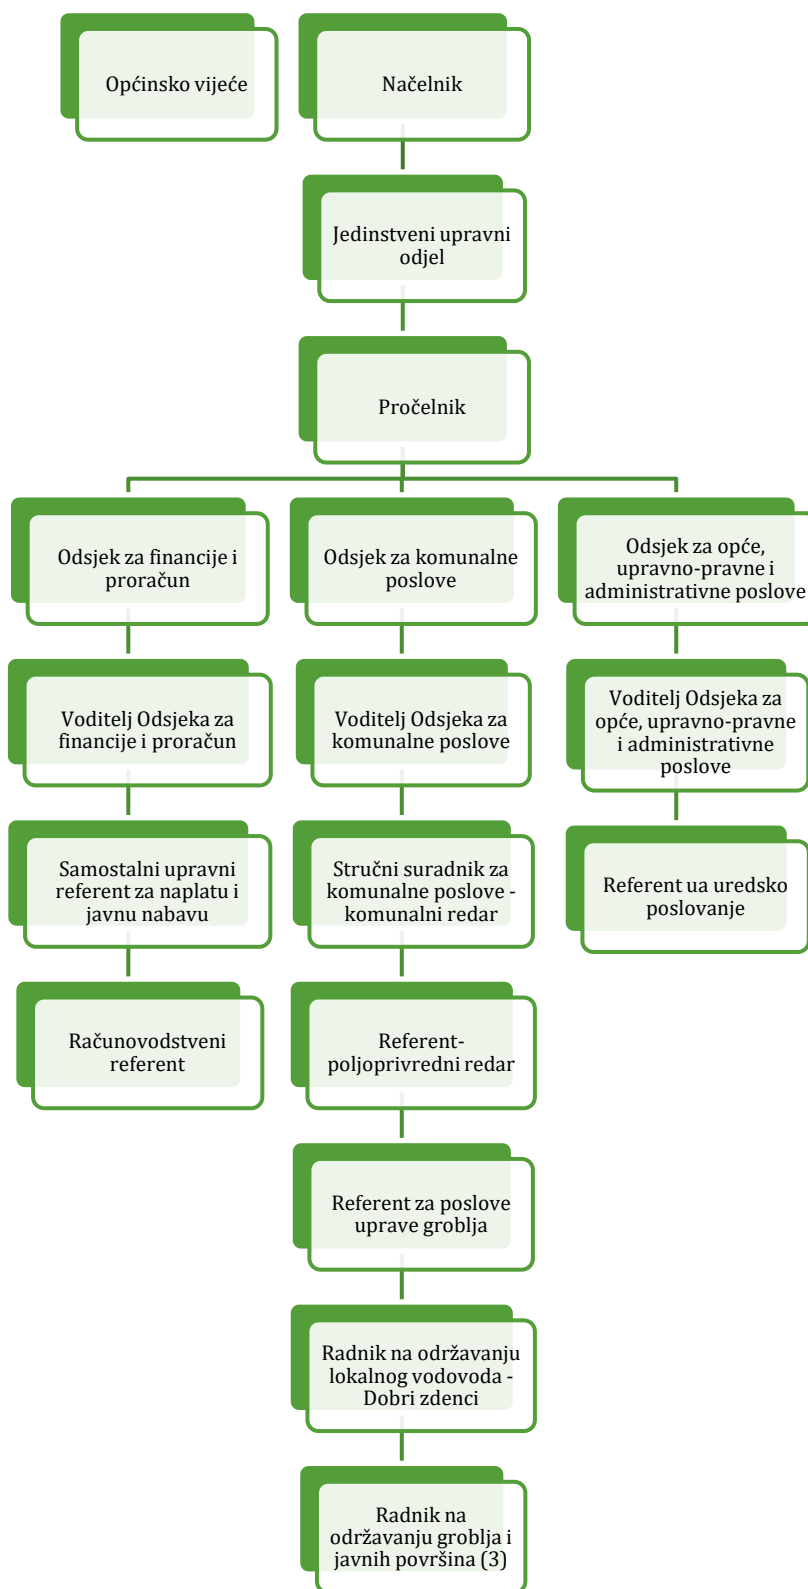 Općinsko vijeće
Načelnik
Jedinstveni upravni
odjel
Pročelnik
Odsjek za financije i
proračun
Odsjek za komunalne
poslove
Odsjek za opće,
upravno-pravne i
administrativne poslove
Voditelj Odsjeka za
financije i proračun
Voditelj Odsjeka za
komunalne poslove
Voditelj Odsjeka za
opće, upravno-pravne
i administrativne
poslove
Samostalni upravni
referent za naplatu i
javnu nabavu
Stručni suradnik za
komunalne poslove -
komunalni redar
Referent ua uredsko
poslovanje
Računovodstveni
referent
Referent-
poljoprivredni redar
Referent za poslove
uprave groblja
Radnik na održavanju
lokalnog vodovoda -
Dobri zdenci
Radnik na
održavanju groblja i
javnih površina (3)